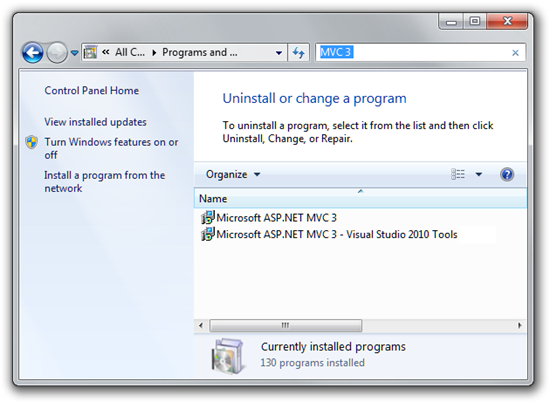 « All C... ▸ Programs and ...
MVC 3
Control Panel Home
View installed updates
Turn Windows features on or
off
Install a program from the
network
Uninstall or change a program
To uninstall a program, select it from the list and then click
Uninstall, Change, or Repair.
Organize
Name
Microsoft ASP.NET MVC 3
Microsoft ASP.NET MVC 3 - Visual Studio 2010 Tools
Currently installed programs
130 programs installed